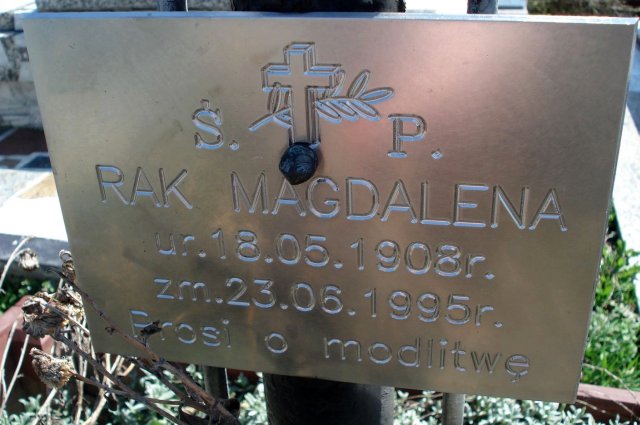 Ś. P.
RAK MAGDALENA
ur.18.05.1908r.
zm.23.06.1995r.
Prosi o modlitwę